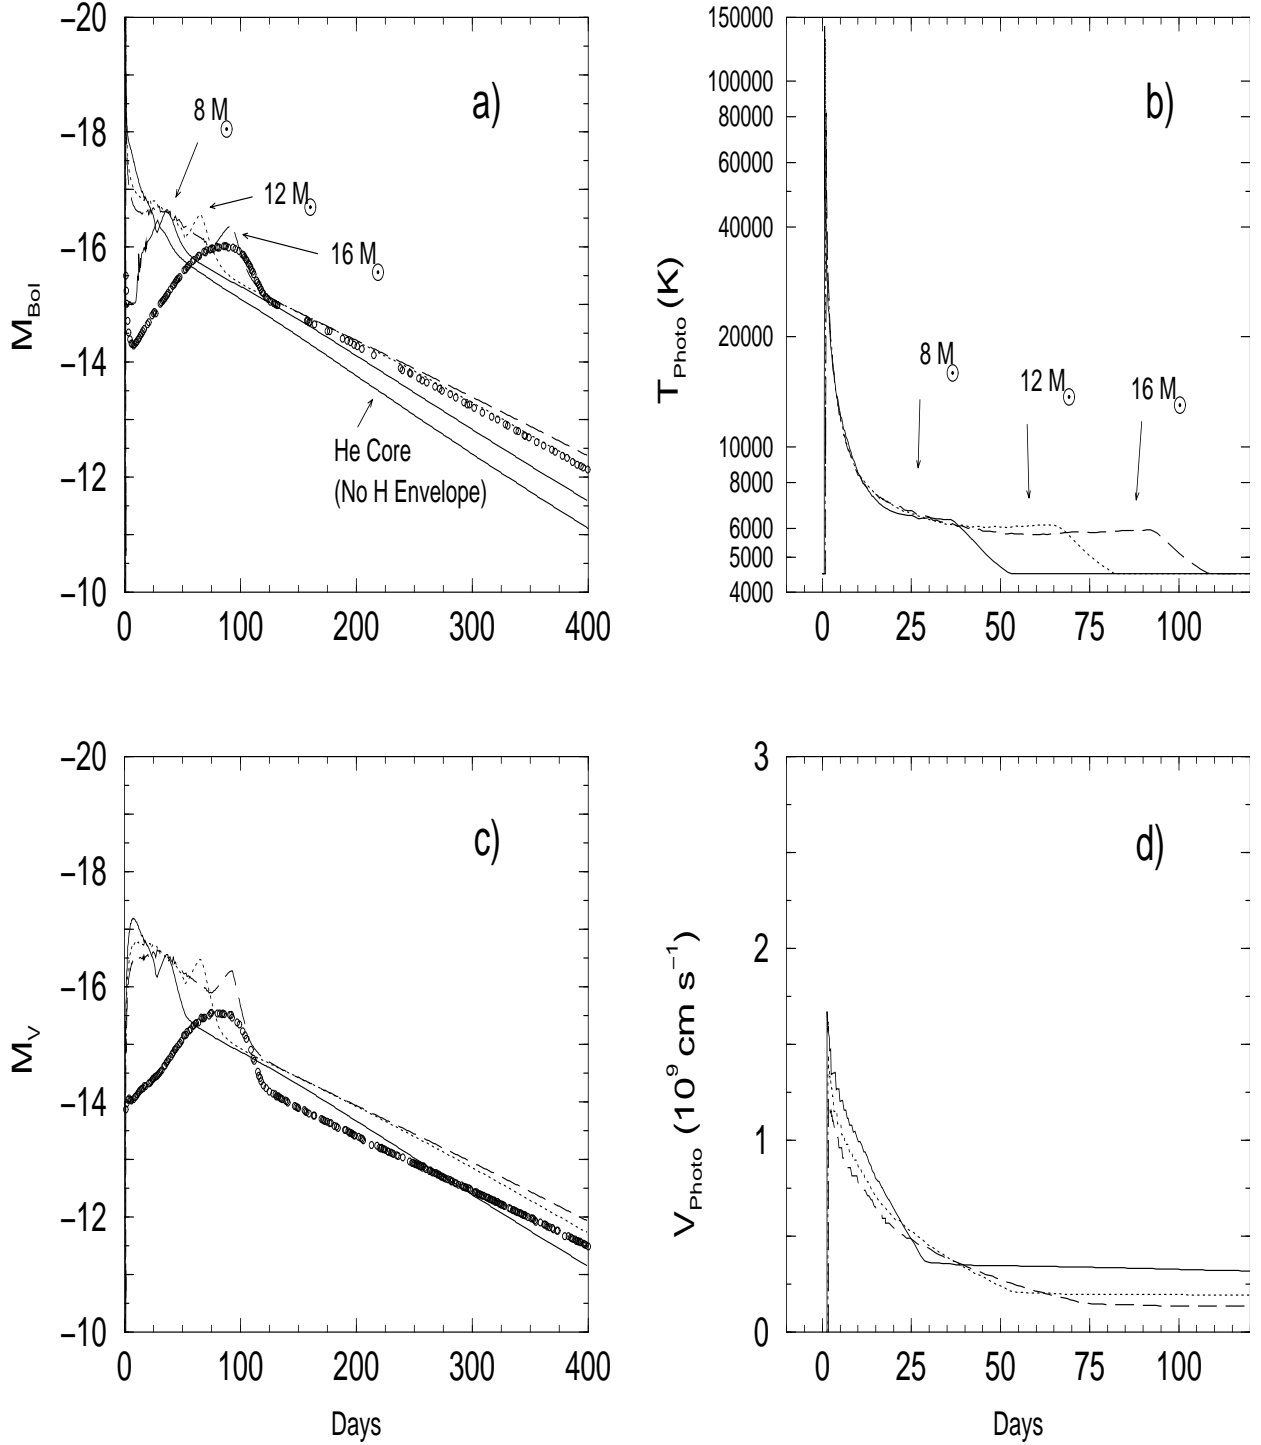 −20
−18
−16
−14
−12
−10
0
100
200
300
400
M_Bol
a)
8 M⊙
12 M⊙
16 M⊙
He Core
(No H Envelope)
150000
100000
80000
60000
40000
20000
10000
8000
6000
5000
4000
0
25
50
75
100
T_Photo (K)
b)
8 M⊙
12 M⊙
16 M⊙
−20
−18
−16
−14
−12
−10
0
100
200
300
400
M_V
c)
Days
3
2
1
0
0
25
50
75
100
V_Photo (10⁹ cm s⁻¹)
d)
Days